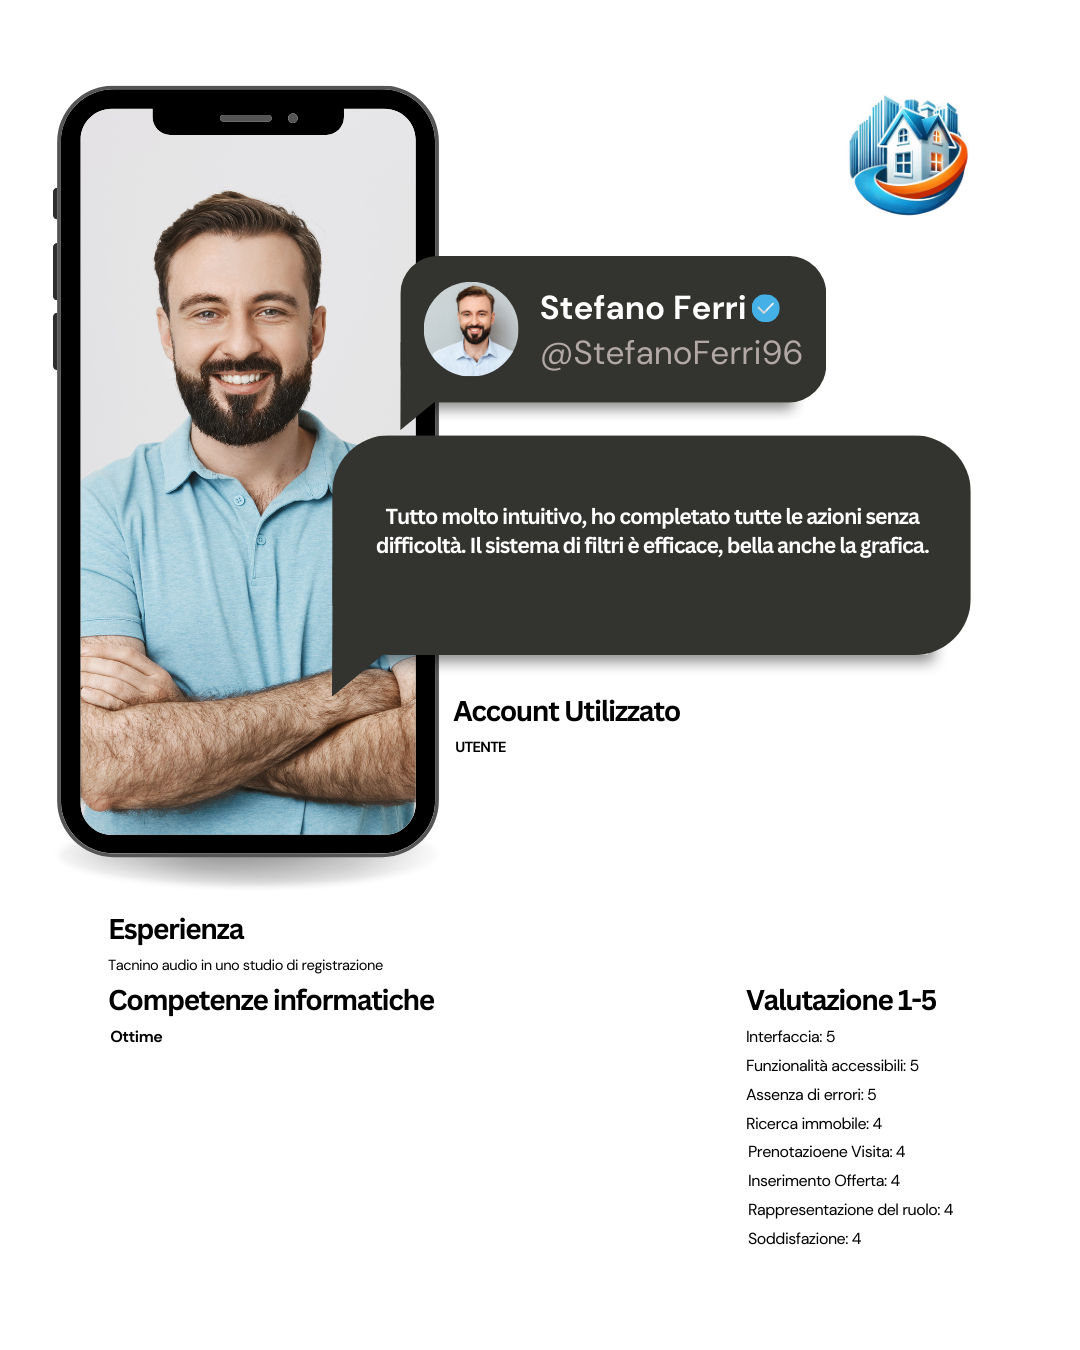 Stefano Ferri
@StefanoFerri96
Tutto molto intuitivo, ho completato tutte le azioni senza
difficoltà. Il sistema di filtri è efficace, bella anche la grafica.
Account Utilizzato
UTENTE
Esperienza
Tacnino audio in uno studio di registrazione
Competenze informatiche
Ottime
Valutazione 1-5
Interfaccia: 5
Funzionalità accessibili: 5
Assenza di errori: 5
Ricerca immobile: 4
Prenotazioene Visita: 4
Inserimento Offerta: 4
Rappresentazione del ruolo: 4
Soddisfazione: 4